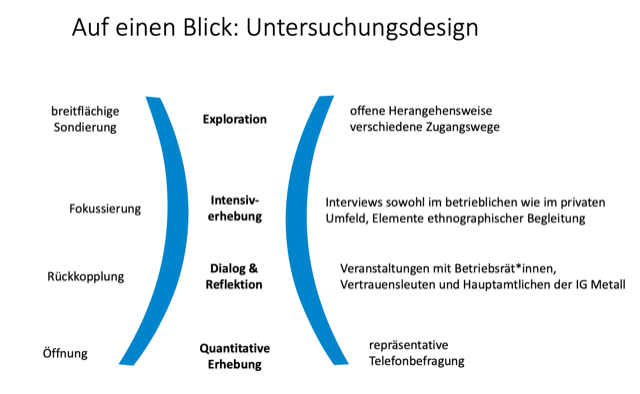 Auf einen Blick: Untersuchungsdesign
breitflächige
Sondierung
Exploration
offene Herangehensweise
verschiedene Zugangswege
Fokussierung
Intensiv-
erhebung
Interviews sowohl im betrieblichen wie im privaten
Umfeld, Elemente ethnographischer Begleitung
Rückkopplung
Dialog &
Reflektion
Veranstaltungen mit Betriebsrät*innen,
Vertrauensleuten und Hauptamtlichen der IG Metall
Öffnung
Quantitative
Erhebung
repräsentative
Telefonbefragung